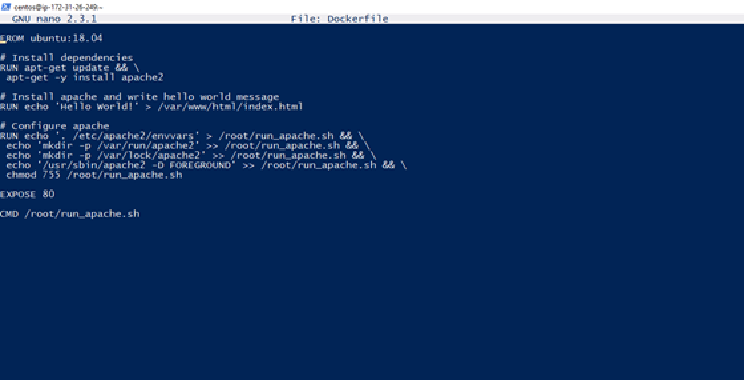 centos@ip-172-31-26-249:~
GNU nano 2.3.1 File: Dockerfile
FROM ubuntu:18.04
# Install dependencies
RUN apt-get update && \
apt-get -y install apache2
# Install apache and write hello world message
RUN echo 'Hello World!' > /var/www/html/index.html
# Configure apache
RUN echo '. /etc/apache2/envvars' > /root/run_apache.sh && \
echo 'mkdir -p /var/run/apache2' >> /root/run_apache.sh && \
echo 'mkdir -p /var/lock/apache2' >> /root/run_apache.sh && \
echo '/usr/sbin/apache2 -D FOREGROUND' >> /root/run_apache.sh && \
chmod 755 /root/run_apache.sh
EXPOSE 80
CMD /root/run_apache.sh